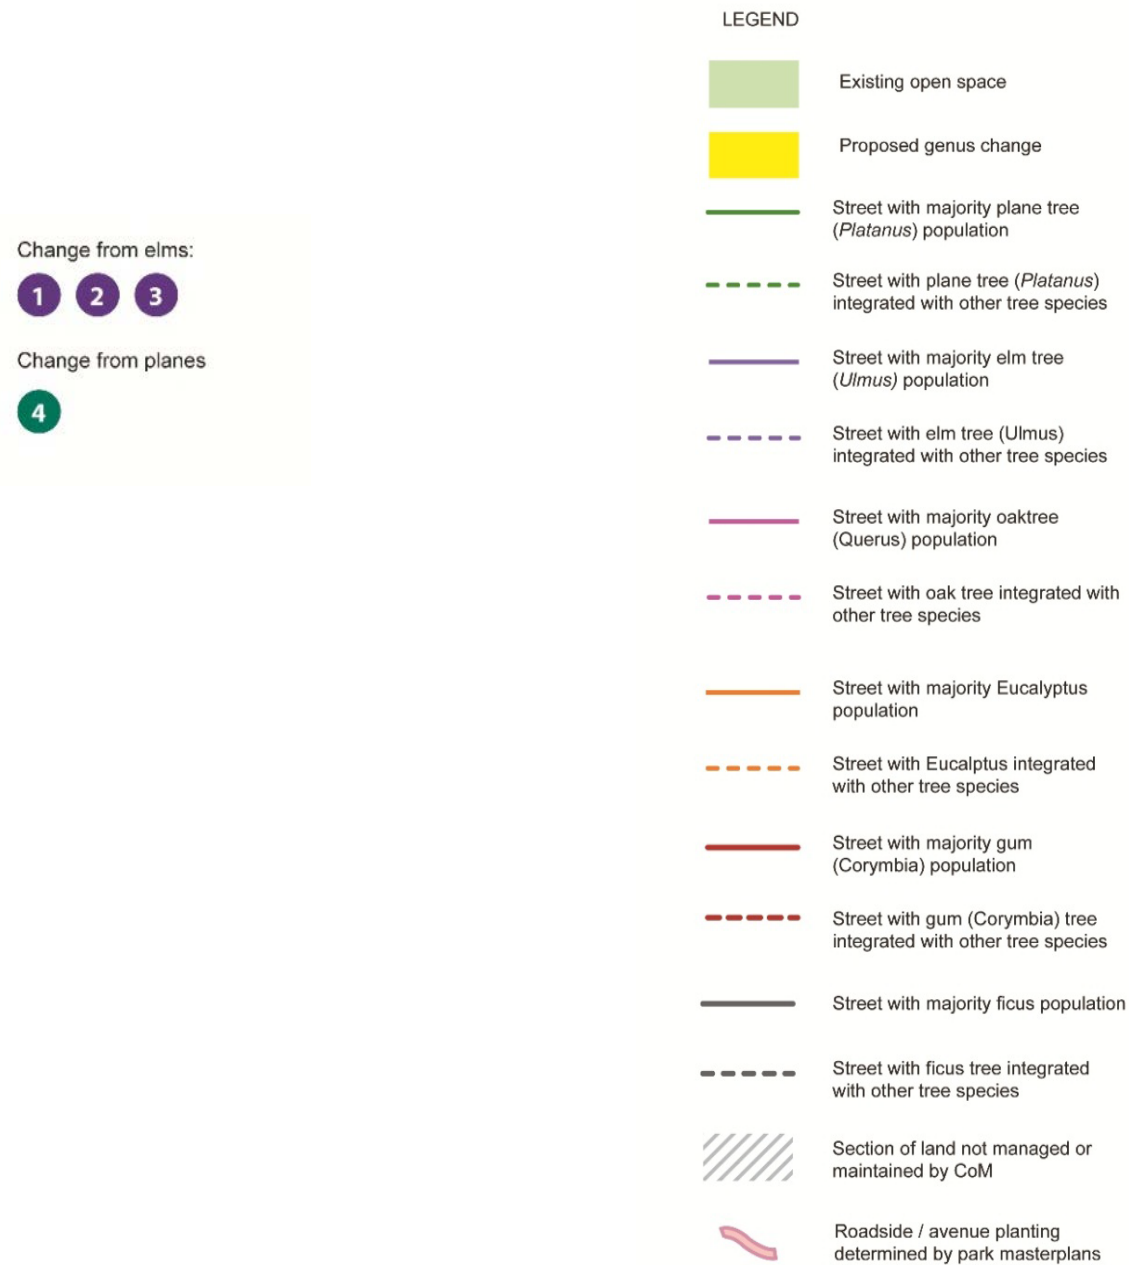 LEGEND
Existing open space
Proposed genus change
Street with majority plane tree
(Platanus) population
Street with plane tree (Platanus)
integrated with other tree species
Street with majority elm tree
(Ulmus) population
Street with elm tree (Ulmus)
integrated with other tree species
Street with majority oaktree
(Querus) population
Street with oak tree integrated with
other tree species
Street with majority Eucalyptus
population
Street with Eucalptus integrated
with other tree species
Street with majority gum
(Corymbia) population
Street with gum (Corymbia) tree
integrated with other tree species
Street with majority ficus population
Street with ficus tree integrated
with other tree species
Section of land not managed or
maintained by CoM
Roadside / avenue planting
determined by park masterplans
Change from elms:
1 2 3
Change from planes
4